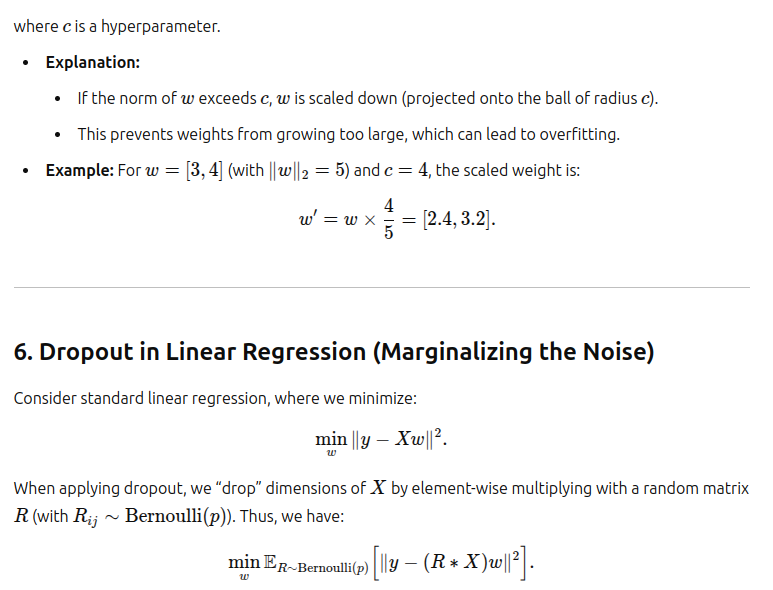 where c is a hyperparameter.
• Explanation:
• If the norm of w exceeds c, w is scaled down (projected onto the ball of radius c).
• This prevents weights from growing too large, which can lead to overfitting.
• Example: For w = [3, 4] (with ‖w‖₂ = 5) and c = 4, the scaled weight is:
w′ = w × 4/5 = [2.4, 3.2].
6. Dropout in Linear Regression (Marginalizing the Noise)
Consider standard linear regression, where we minimize:
min_w ‖y − Xw‖².
When applying dropout, we “drop” dimensions of X by element-wise multiplying with a random matrix
R (with R_ij ∼ Bernoulli(p)). Thus, we have:
min_w 𝔼_R∼Bernoulli(p) [‖y − (R ∗ X)w‖²].